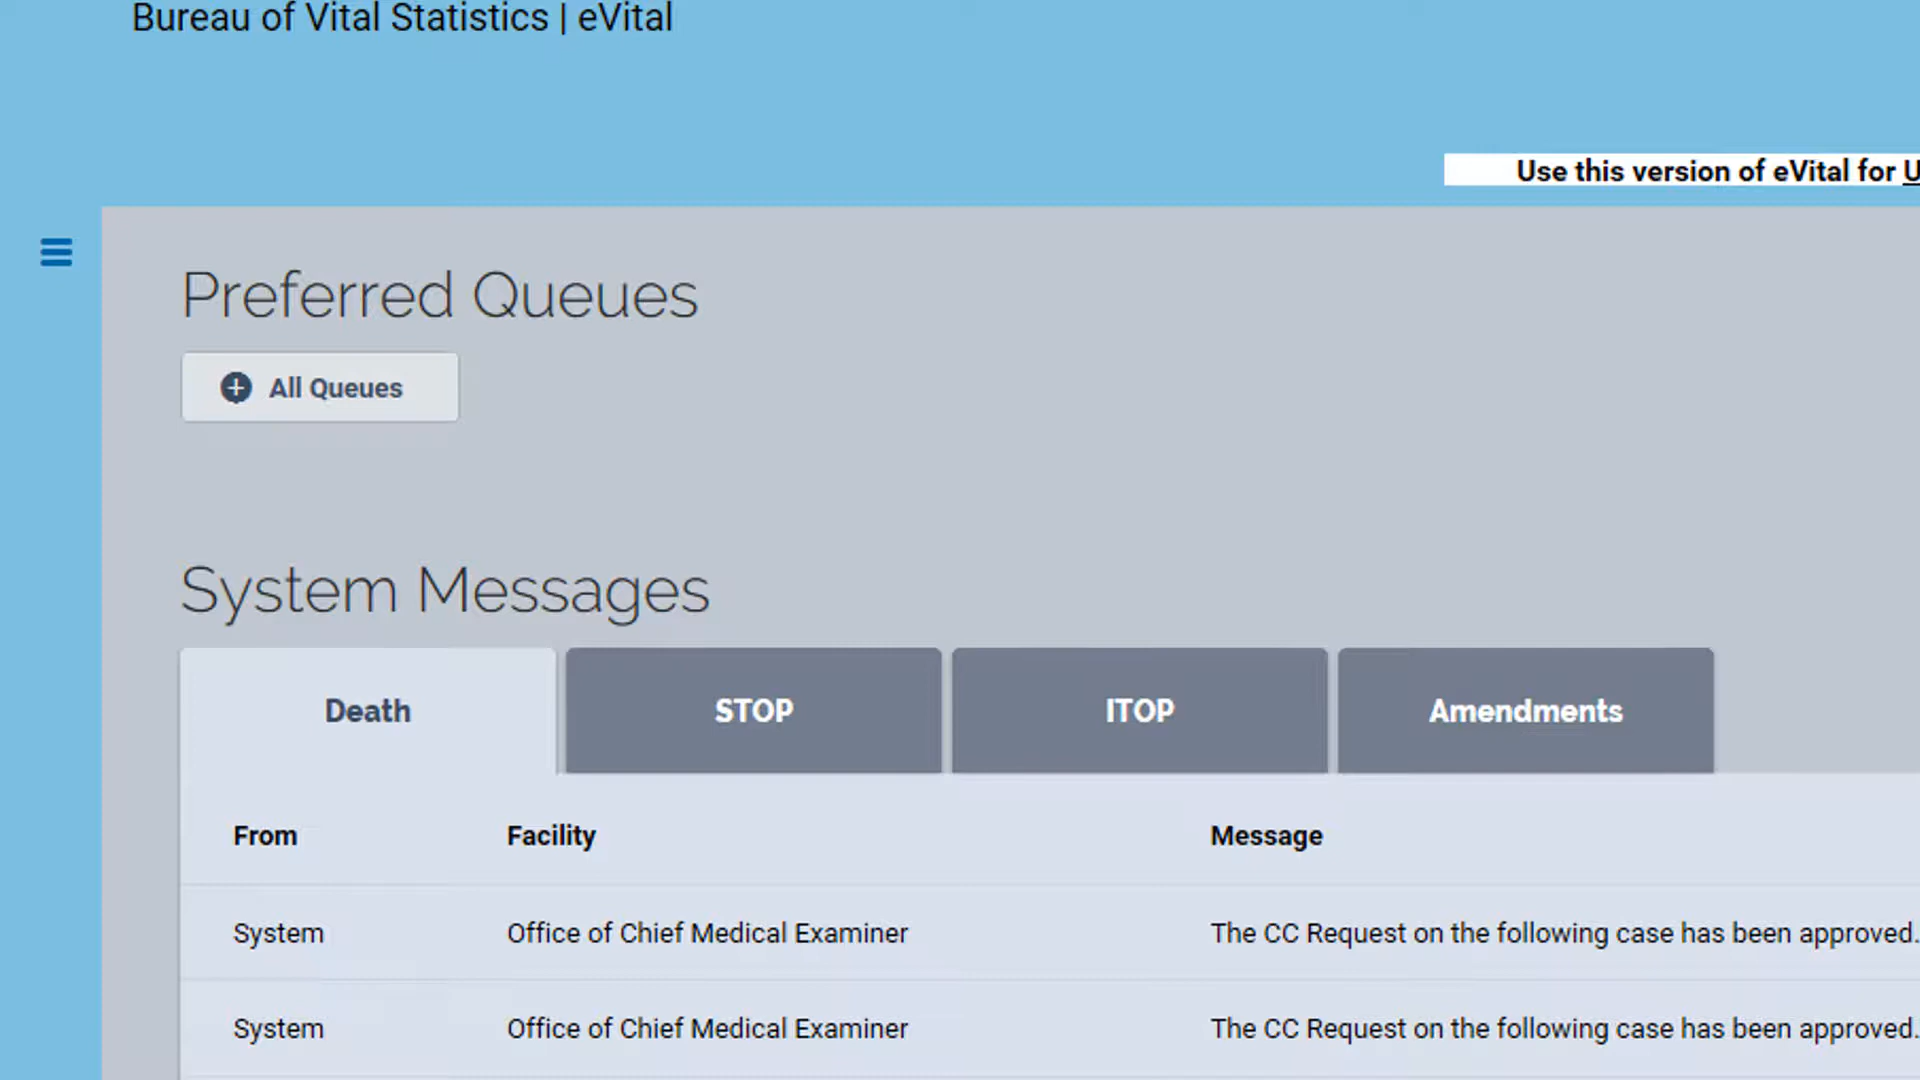 Bureau of Vital Statistics | eVital
Use this version of eVital for
Preferred Queues
All Queues
System Messages
Death STOP ITOP Amendments
From Facility Message
System Office of Chief Medical Examiner The CC Request on the following case has been approved.
System Office of Chief Medical Examiner The CC Request on the following case has been approved.